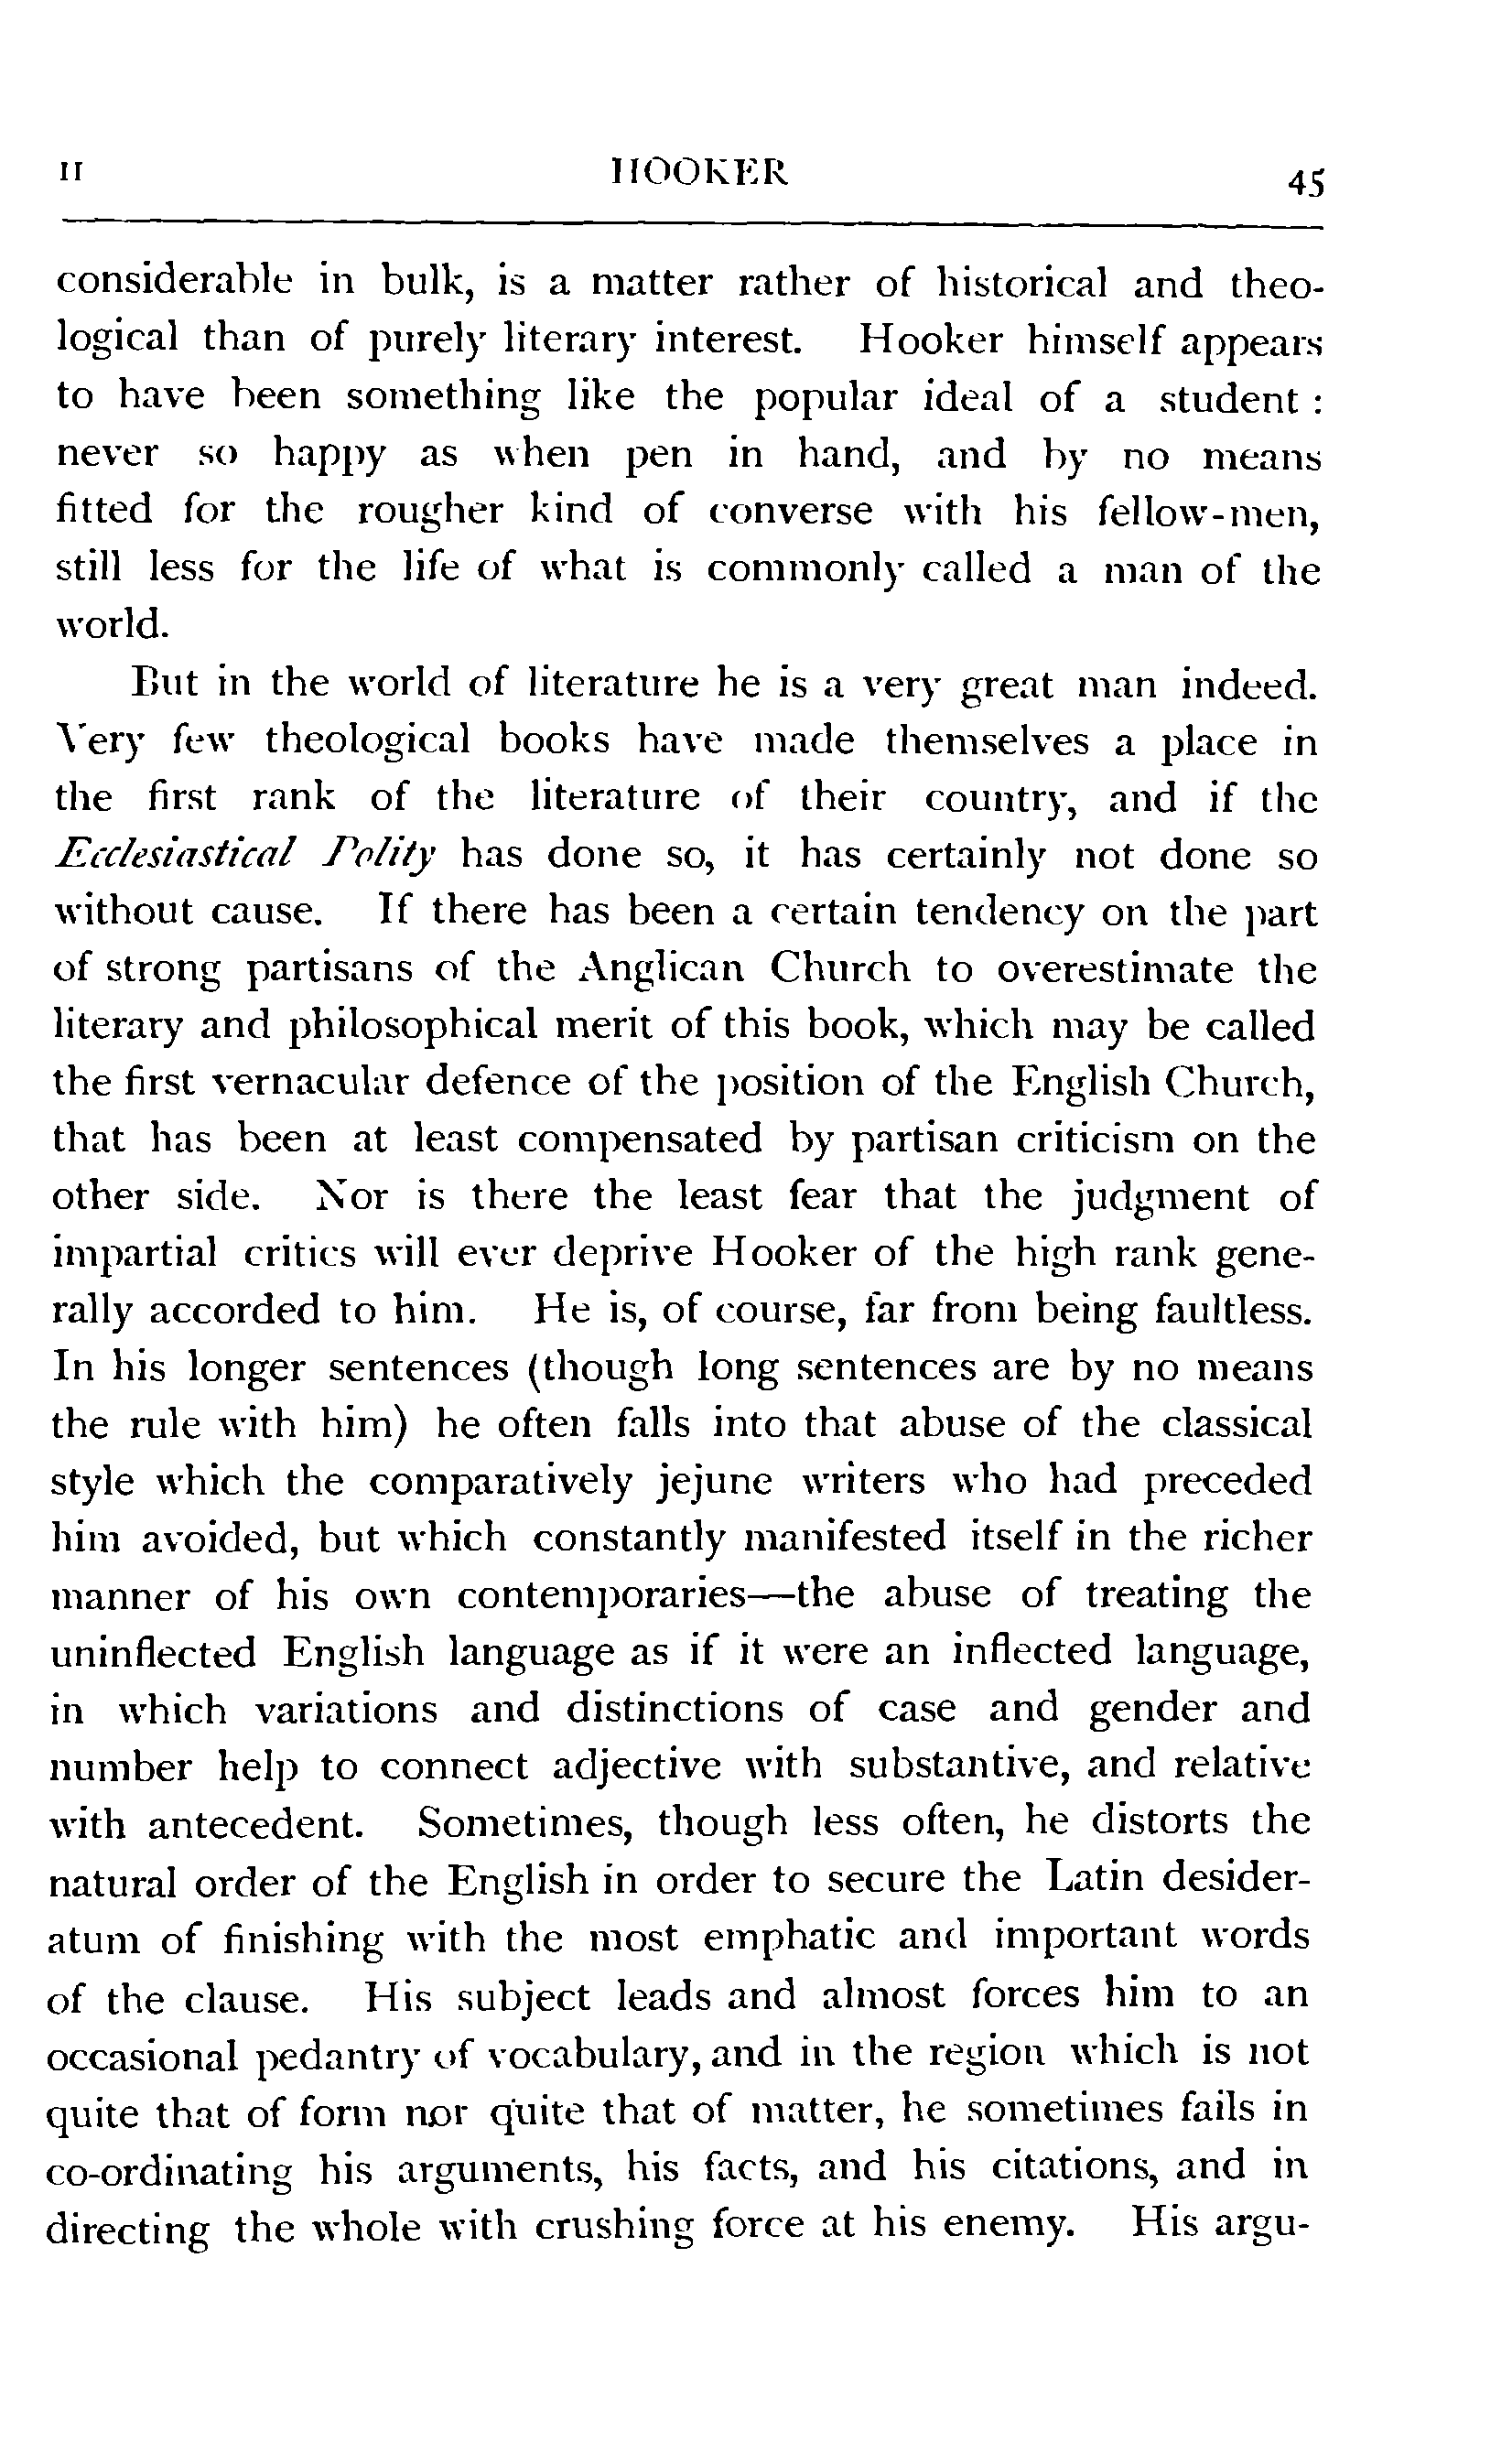 II HOOKER 45
considerable in bulk, is a matter rather of historical and theo-
logical than of purely literary interest. Hooker himself appears
to have been something like the popular ideal of a student :
never so happy as when pen in hand, and by no means
fitted for the rougher kind of converse with his fellow-men,
still less for the life of what is commonly called a man of the
world.
But in the world of literature he is a very great man indeed.
Very few theological books have made themselves a place in
the first rank of the literature of their country, and if the
Ecclesiastical Polity has done so, it has certainly not done so
without cause. If there has been a certain tendency on the part
of strong partisans of the Anglican Church to overestimate the
literary and philosophical merit of this book, which may be called
the first vernacular defence of the position of the English Church,
that has been at least compensated by partisan criticism on the
other side. Nor is there the least fear that the judgment of
impartial critics will ever deprive Hooker of the high rank gene-
rally accorded to him. He is, of course, far from being faultless.
In his longer sentences (though long sentences are by no means
the rule with him) he often falls into that abuse of the classical
style which the comparatively jejune writers who had preceded
him avoided, but which constantly manifested itself in the richer
manner of his own contemporaries—the abuse of treating the
uninflected English language as if it were an inflected language,
in which variations and distinctions of case and gender and
number help to connect adjective with substantive, and relative
with antecedent. Sometimes, though less often, he distorts the
natural order of the English in order to secure the Latin desider-
atum of finishing with the most emphatic and important words
of the clause. His subject leads and almost forces him to an
occasional pedantry of vocabulary, and in the region which is not
quite that of form nor quite that of matter, he sometimes fails in
co-ordinating his arguments, his facts, and his citations, and in
directing the whole with crushing force at his enemy. His argu-